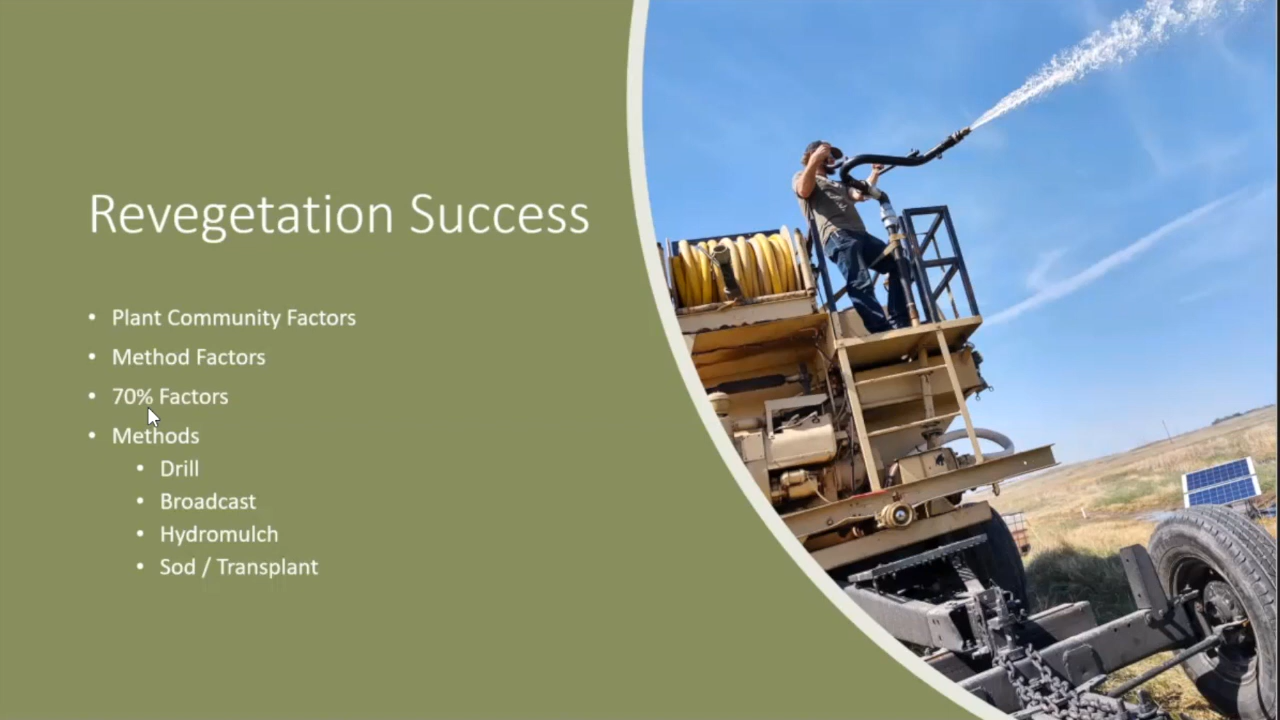 Revegetation Success
• Plant Community Factors
• Method Factors
• 70% Factors
• Methods
• Drill
• Broadcast
• Hydromulch
• Sod / Transplant